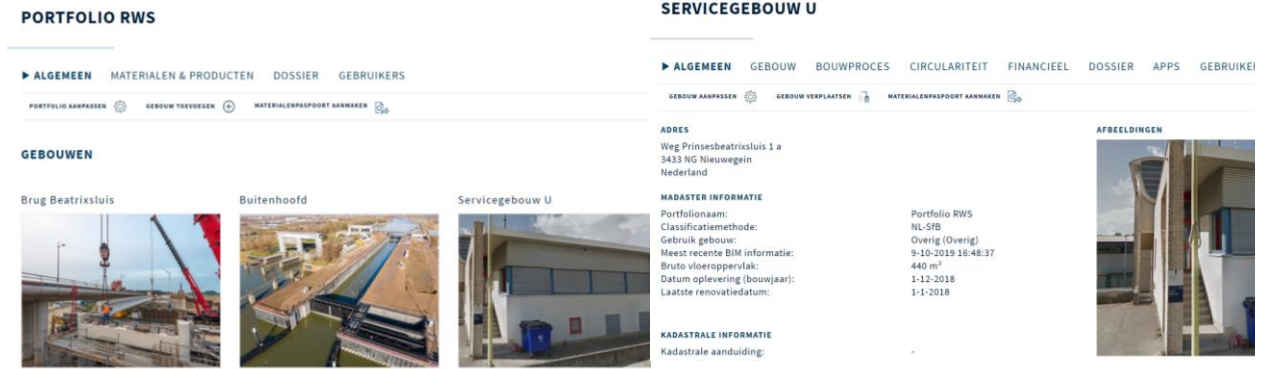 PORTFOLIO RWS
▶ ALGEMEEN MATERIALEN & PRODUCTEN DOSSIER GEBRUIKERS
PORTFOLIO AANPASSEN GEBOUW TOEVOEGEN MATERIALENPASPOORT AANMAKEN
GEBOUWEN
Brug Beatrixsluis Buitenhoofd Servicegebouw U
SERVICEGEBOUW U
▶ ALGEMEEN GEBOUW BOUWPROCES CIRCULARITEIT FINANCIEEL DOSSIER APPS GEBRUIKE
GEBOUW AANPASSEN GEBOUW VERPLAATSEN MATERIALENPASPOORT AANMAKEN
ADRES
Weg Prinsesbeatrixsluis 1 a
3433 NG Nieuwegein
Nederland
AFBEELDINGEN
MADASTER INFORMATIE
Portfolionaam: Portfolio RWS
Classificatiemethode: NL-SfB
Gebruik gebouw: Overig (Overig)
Meest recente BIM informatie: 9-10-2019 16:48:37
Bruto vloeroppervlak: 440 m²
Datum oplevering (bouwjaar): 1-12-2018
Laatste renovatiedatum: 1-1-2018
KADASTRALE INFORMATIE
Kadastrale aanduiding: -